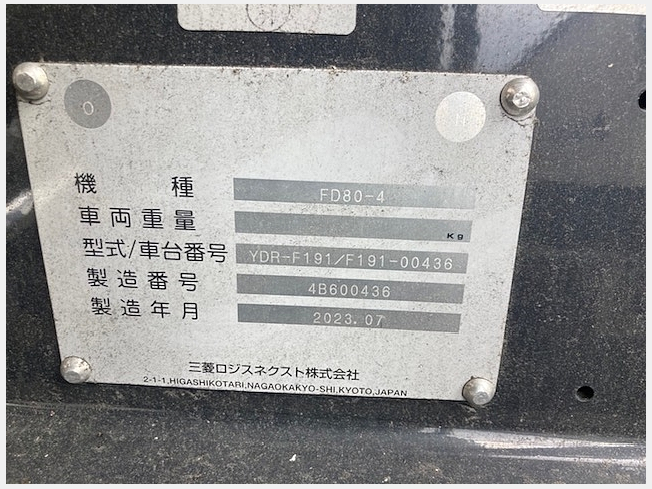 O
H
機種 FD80-4
車両重量 Kg
型式/車台番号 YDR-F191/F191-00436
製造番号 4B600436
製造年月 2023.07
三菱ロジスネクスト株式会社
2-1-1,HIGASHIKOTARI,NAGAOKAKYO-SHI,KYOTO,JAPAN